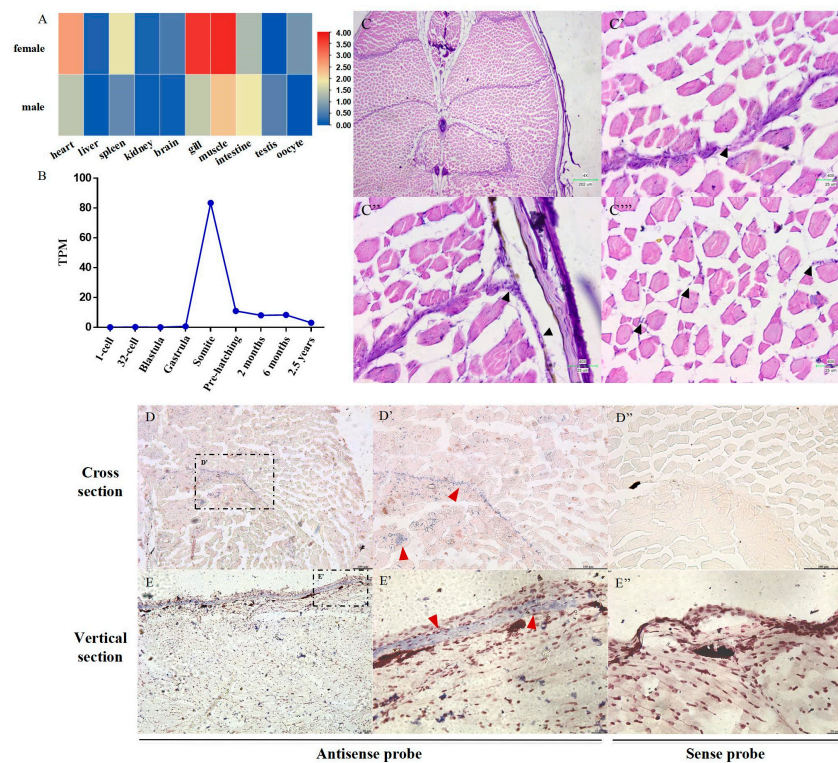 A
female
male
heart
liver
spleen
kidney
brain
gill
muscle
intestine
testis
oocyte
4.00
3.50
3.00
2.50
2.00
1.50
1.00
0.50
0.00
B
TPM
100
80
60
40
20
0
1-cell
32-cell
Blastula
Gastrula
Somite
Pre-hatching
2 months
6 months
2.5 years
C
4X
C'
C''
C'''
Cross
section
D
D'
D'
D''
Vertical
section
E
E'
E'
E''
Antisense probe
Sense probe